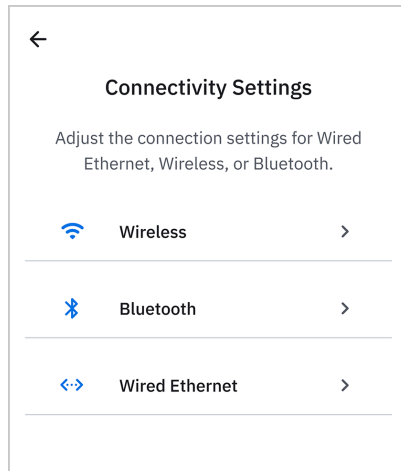 Connectivity Settings
Adjust the connection settings for Wired
Ethernet, Wireless, or Bluetooth.
Wireless
Bluetooth
Wired Ethernet